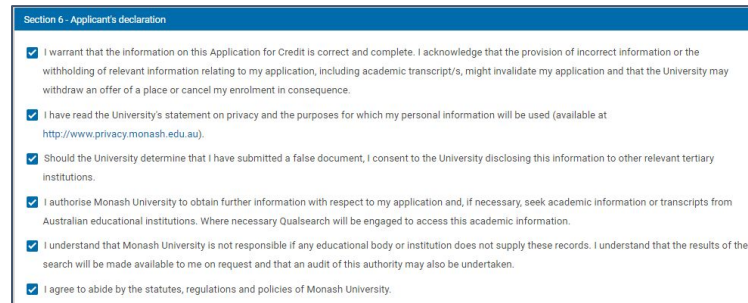 Section 6 - Applicant's declaration
I warrant that the information on this Application for Credit is correct and complete. I acknowledge that the provision of incorrect information or the
withholding of relevant information relating to my application, including academic transcript/s, might invalidate my application and that the University may
withdraw an offer of a place or cancel my enrolment in consequence.
I have read the University's statement on privacy and the purposes for which my personal information will be used (available at
http://www.privacy.monash.edu.au).
Should the University determine that I have submitted a false document, I consent to the University disclosing this information to other relevant tertiary
institutions.
I authorise Monash University to obtain further information with respect to my application and, if necessary, seek academic information or transcripts from
Australian educational institutions. Where necessary Qualsearch will be engaged to access this academic information.
I understand that Monash University is not responsible if any educational body or institution does not supply these records. I understand that the results of the
search will be made available to me on request and that an audit of this authority may also be undertaken.
I agree to abide by the statutes, regulations and policies of Monash University.